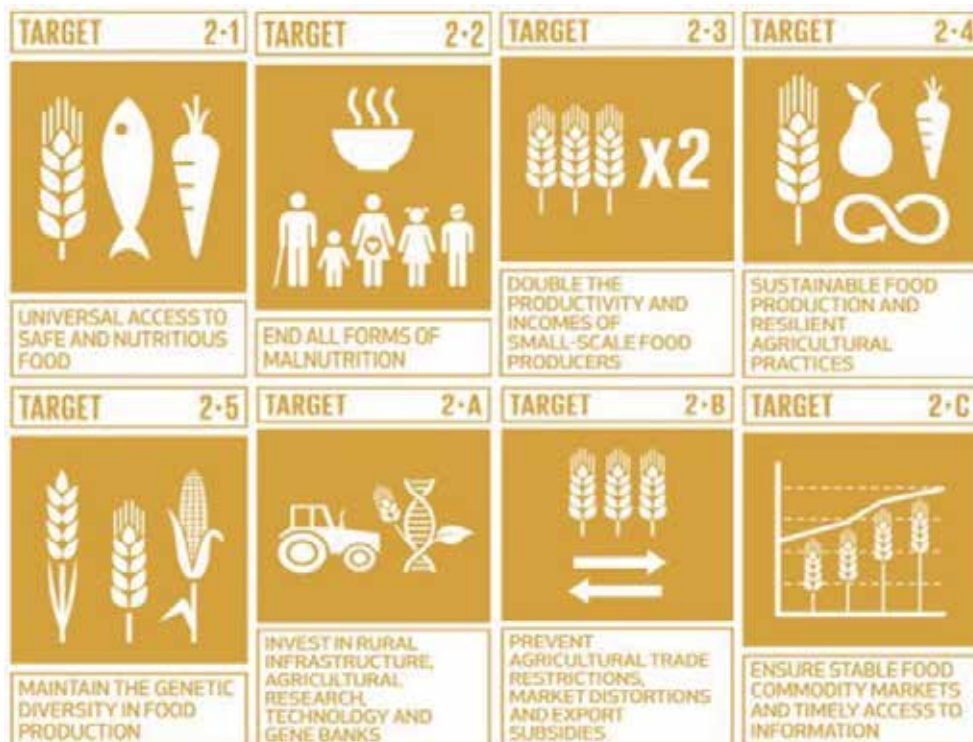 TARGET 2·1
UNIVERSAL ACCESS TO
SAFE AND NUTRITIOUS
FOOD
TARGET 2·2
END ALL FORMS OF
MALNUTRITION
TARGET 2·3
x2
DOUBLE THE
PRODUCTIVITY AND
INCOMES OF
SMALL-SCALE FOOD
PRODUCERS
TARGET 2·4
SUSTAINABLE FOOD
PRODUCTION AND
RESILIENT
AGRICULTURAL
PRACTICES
TARGET 2·5
MAINTAIN THE GENETIC
DIVERSITY IN FOOD
PRODUCTION
TARGET 2·A
INVEST IN RURAL
INFRASTRUCTURE,
AGRICULTURAL
RESEARCH,
TECHNOLOGY AND
GENE BANKS
TARGET 2·B
PREVENT
AGRICULTURAL TRADE
RESTRICTIONS,
MARKET DISTORTIONS
AND EXPORT
SUBSIDIES
TARGET 2·C
ENSURE STABLE FOOD
COMMODITY MARKETS
AND TIMELY ACCESS TO
INFORMATION